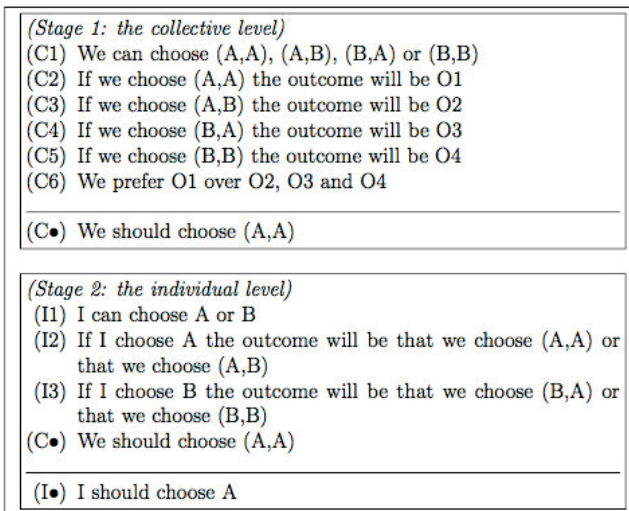 (Stage 1: the collective level)
(C1) We can choose (A,A), (A,B), (B,A) or (B,B)
(C2) If we choose (A,A) the outcome will be O1
(C3) If we choose (A,B) the outcome will be O2
(C4) If we choose (B,A) the outcome will be O3
(C5) If we choose (B,B) the outcome will be O4
(C6) We prefer O1 over O2, O3 and O4
(C●) We should choose (A,A)
(Stage 2: the individual level)
(I1) I can choose A or B
(I2) If I choose A the outcome will be that we choose (A,A) or
that we choose (A,B)
(I3) If I choose B the outcome will be that we choose (B,A) or
that we choose (B,B)
(C●) We should choose (A,A)
(I●) I should choose A